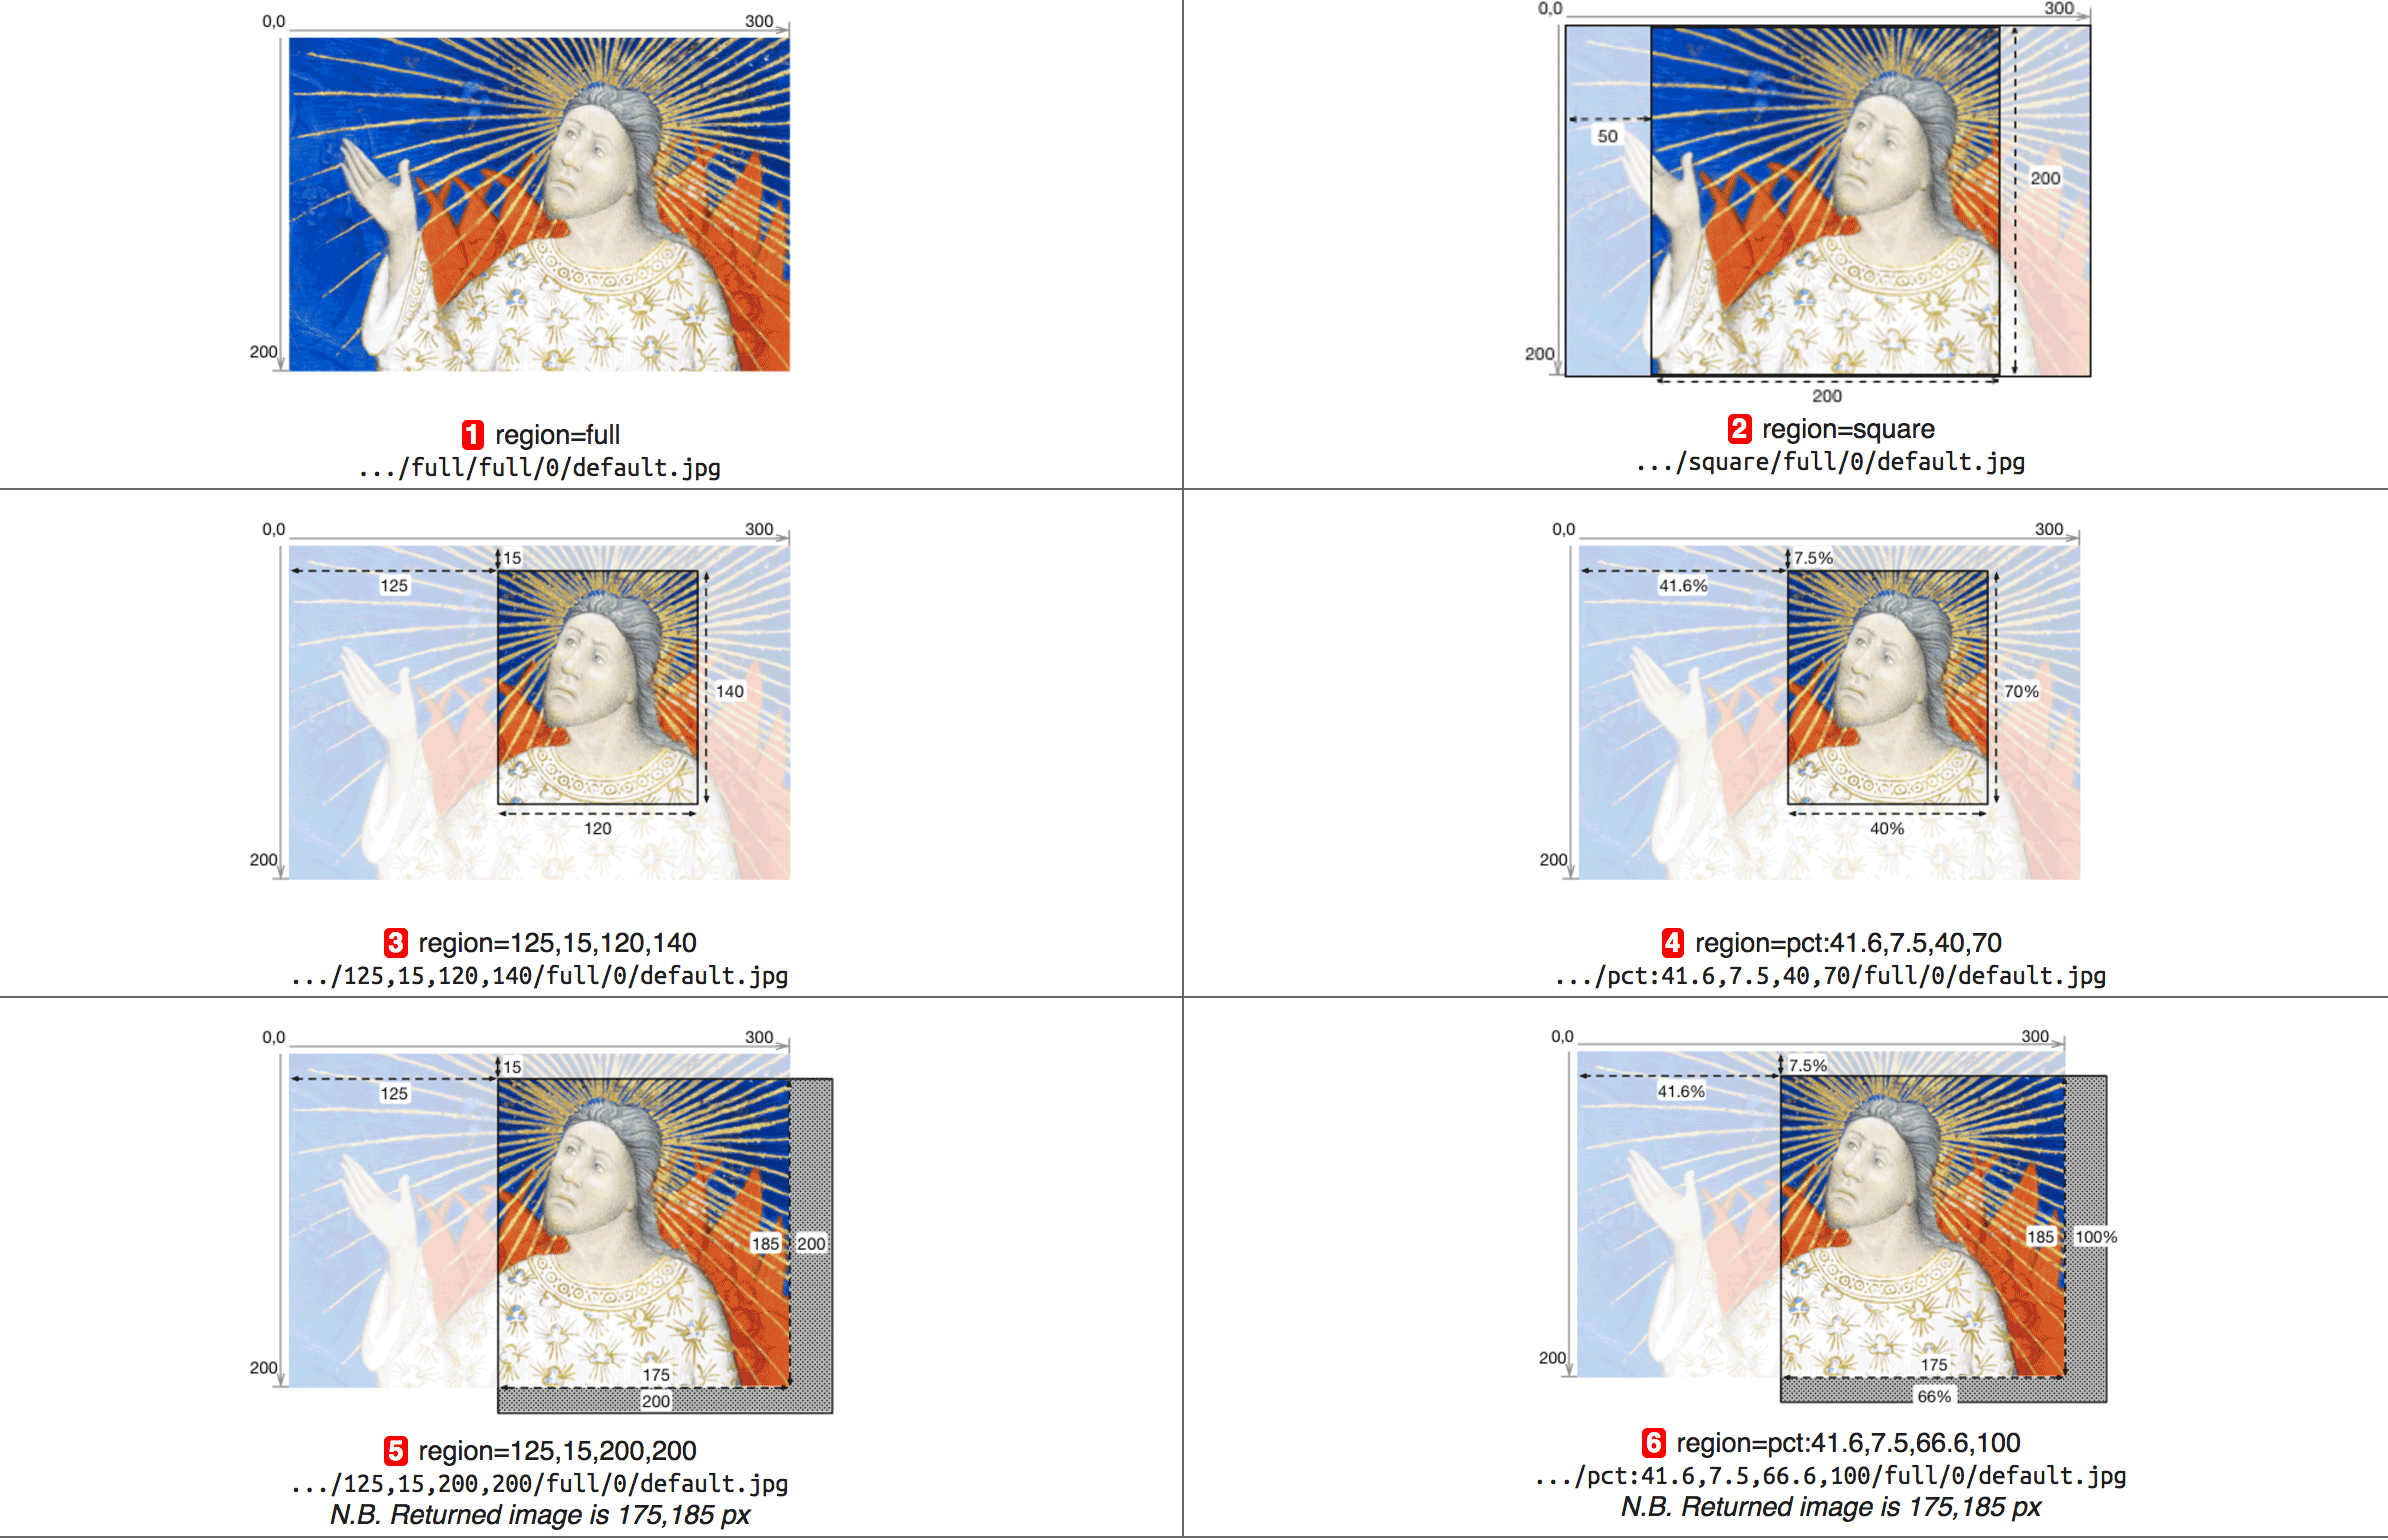 0,0 300
200
1 region=full
.../full/full/0/default.jpg
0,0 300
50
200
200
200
2 region=square
.../square/full/0/default.jpg
0,0 300
15
125
140
120
200
3 region=125,15,120,140
.../125,15,120,140/full/0/default.jpg
0,0 300
7.5%
41.6%
70%
40%
200
4 region=pct:41.6,7.5,40,70
.../pct:41.6,7.5,40,70/full/0/default.jpg
0,0 300
15
125
185 200
200
175
200
5 region=125,15,200,200
.../125,15,200,200/full/0/default.jpg
N.B. Returned image is 175,185 px
0,0 300
7.5%
41.6%
185 100%
200
175
66%
6 region=pct:41.6,7.5,66.6,100
.../pct:41.6,7.5,66.6,100/full/0/default.jpg
N.B. Returned image is 175,185 px